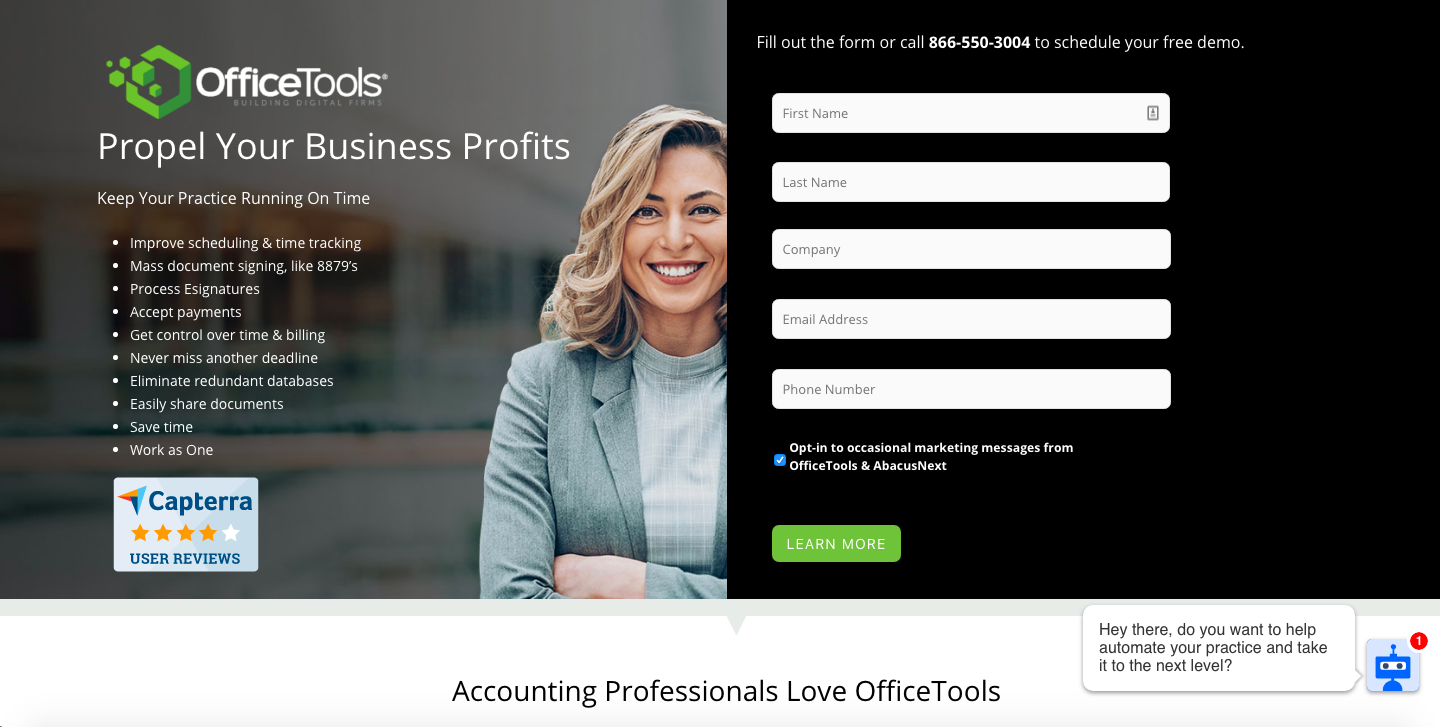 OfficeTools®
BUILDING DIGITAL FIRMS
Propel Your Business Profits
Keep Your Practice Running On Time
Improve scheduling & time tracking
Mass document signing, like 8879's
Process Esignatures
Accept payments
Get control over time & billing
Never miss another deadline
Eliminate redundant databases
Easily share documents
Save time
Work as One
Capterra
USER REVIEWS
Fill out the form or call 866-550-3004 to schedule your free demo.
First Name
Last Name
Company
Email Address
Phone Number
Opt-in to occasional marketing messages from
OfficeTools & AbacusNext
LEARN MORE
Accounting Professionals Love OfficeTools
Hey there, do you want to help
automate your practice and take
it to the next level?
1